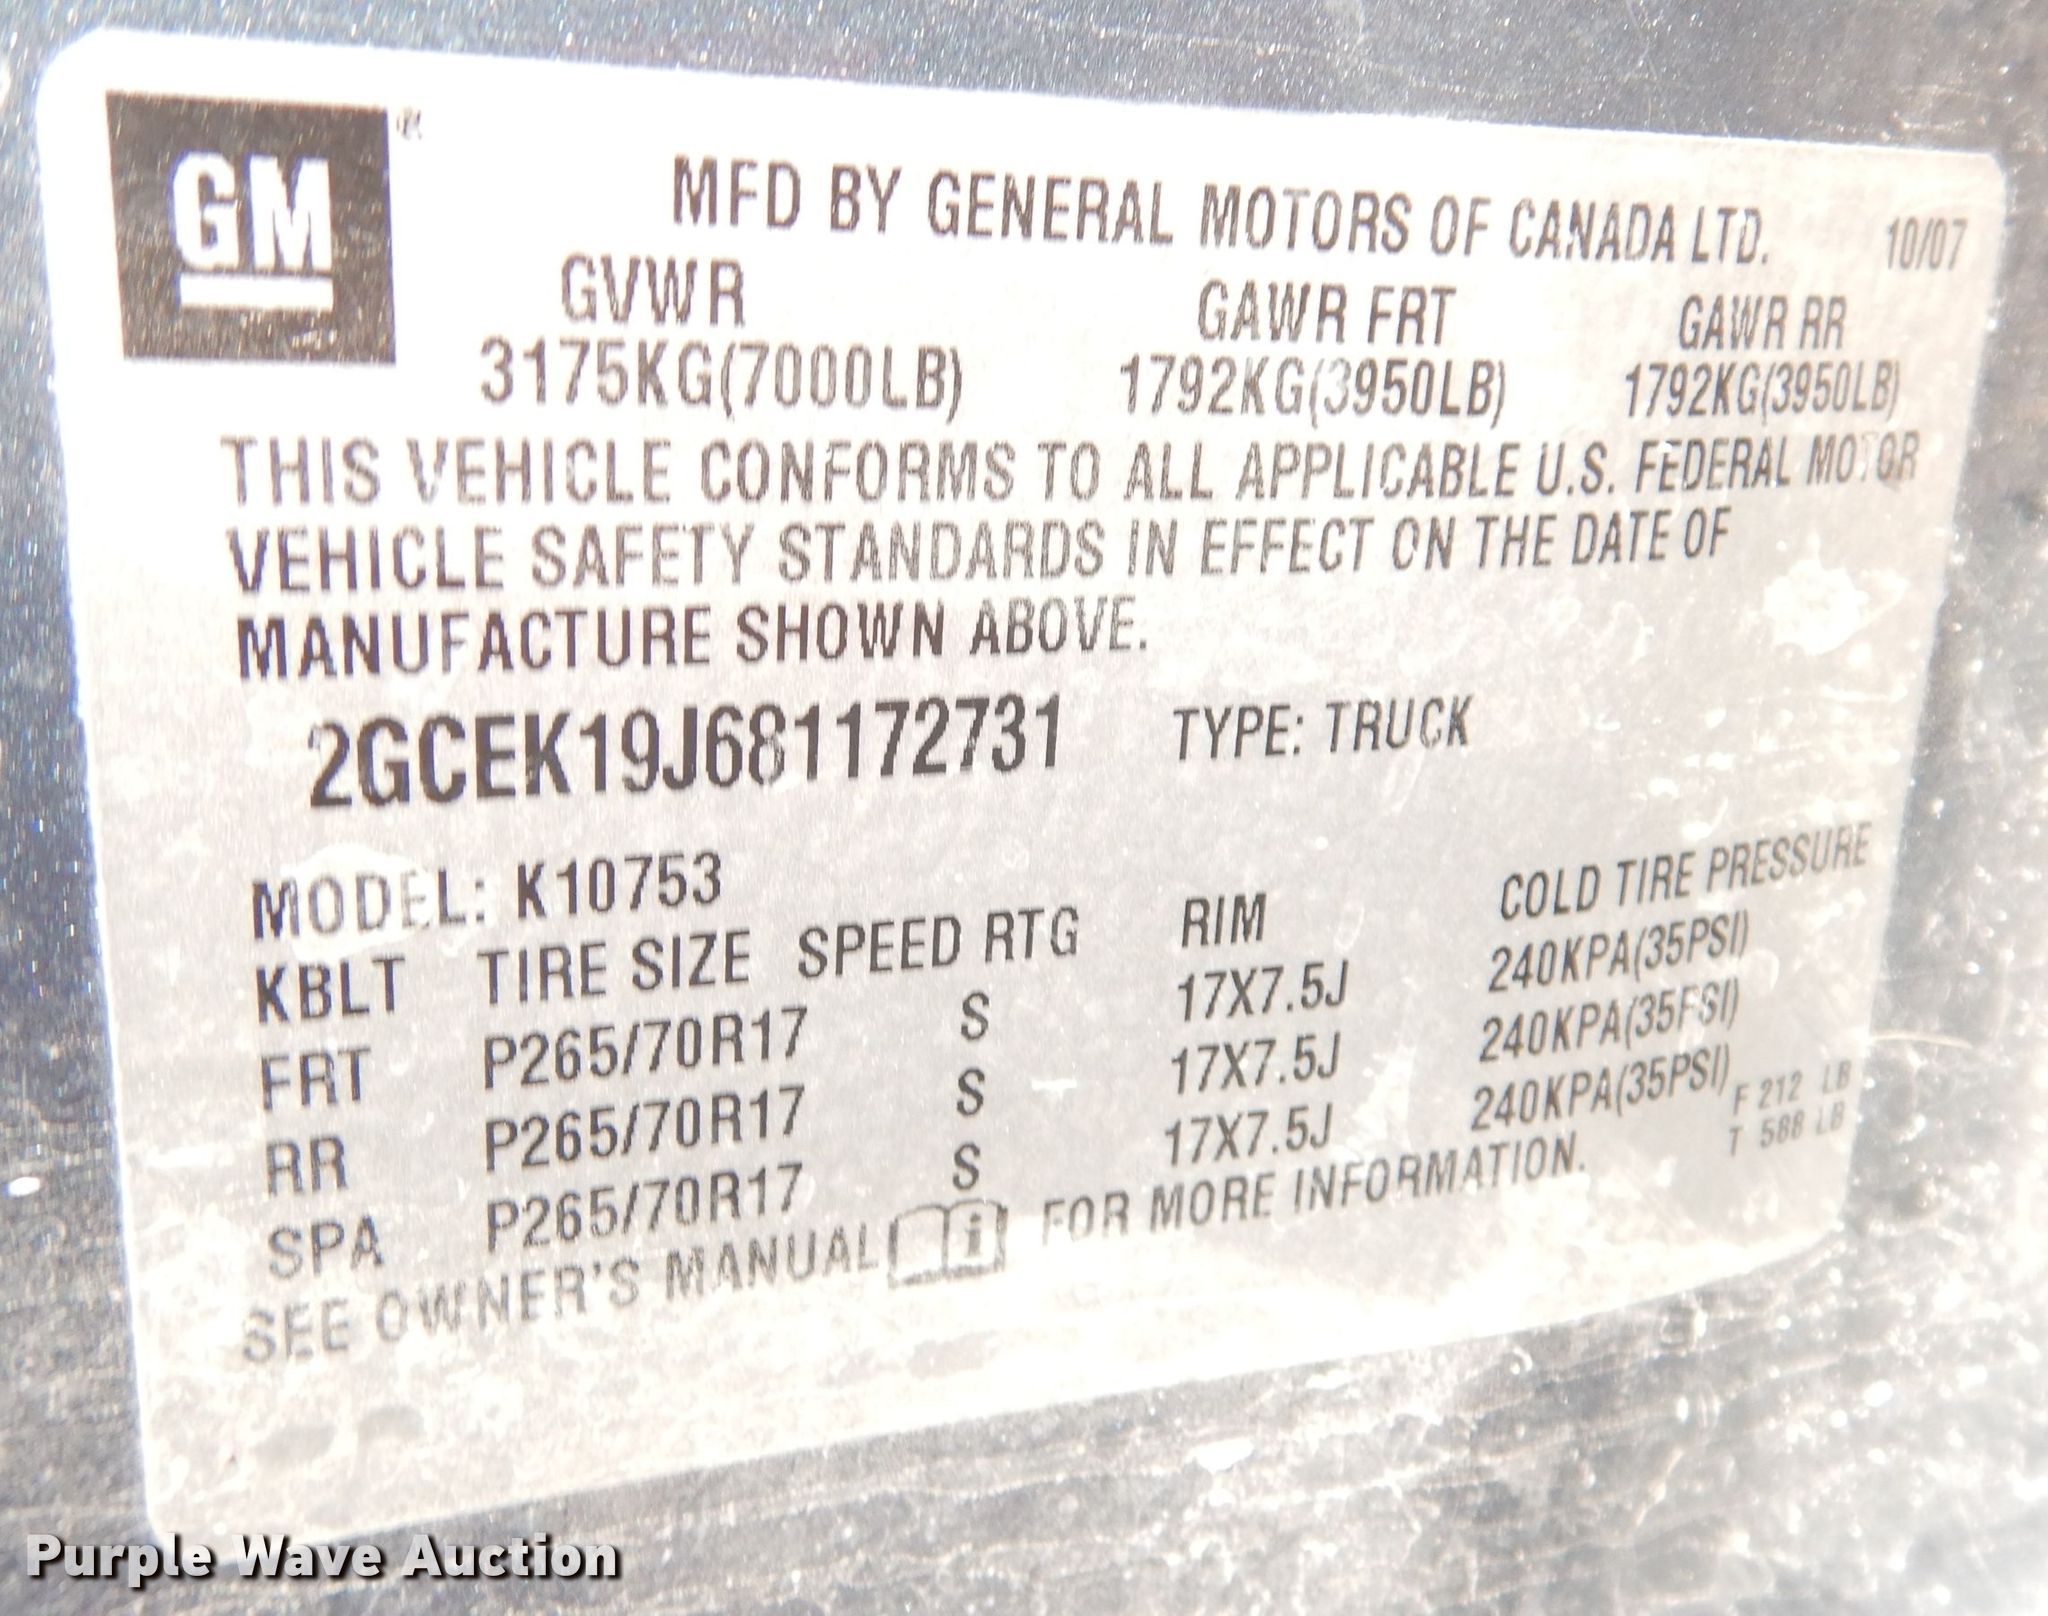 GM ®
MFD BY GENERAL MOTORS OF CANADA LTD. 10/07
GVWR GAWR FRT GAWR RR
3175KG(7000LB) 1792KG(3950LB) 1792KG(3950LB)
THIS VEHICLE CONFORMS TO ALL APPLICABLE U.S. FEDERAL MOTOR
VEHICLE SAFETY STANDARDS IN EFFECT ON THE DATE OF
MANUFACTURE SHOWN ABOVE.
2GCEK19J681172731 TYPE: TRUCK
MODEL: K10753
KBLT TIRE SIZE SPEED RTG RIM COLD TIRE PRESSURE
FRT P265/70R17 S 17X7.5J 240KPA(35PSI)
RR P265/70R17 S 17X7.5J 240KPA(35PSI)
SPA P265/70R17 S 17X7.5J 240KPA(35PSI)
F 212 LB
T 588 LB
SEE OWNER'S MANUAL i FOR MORE INFORMATION.
Purple Wave Auction